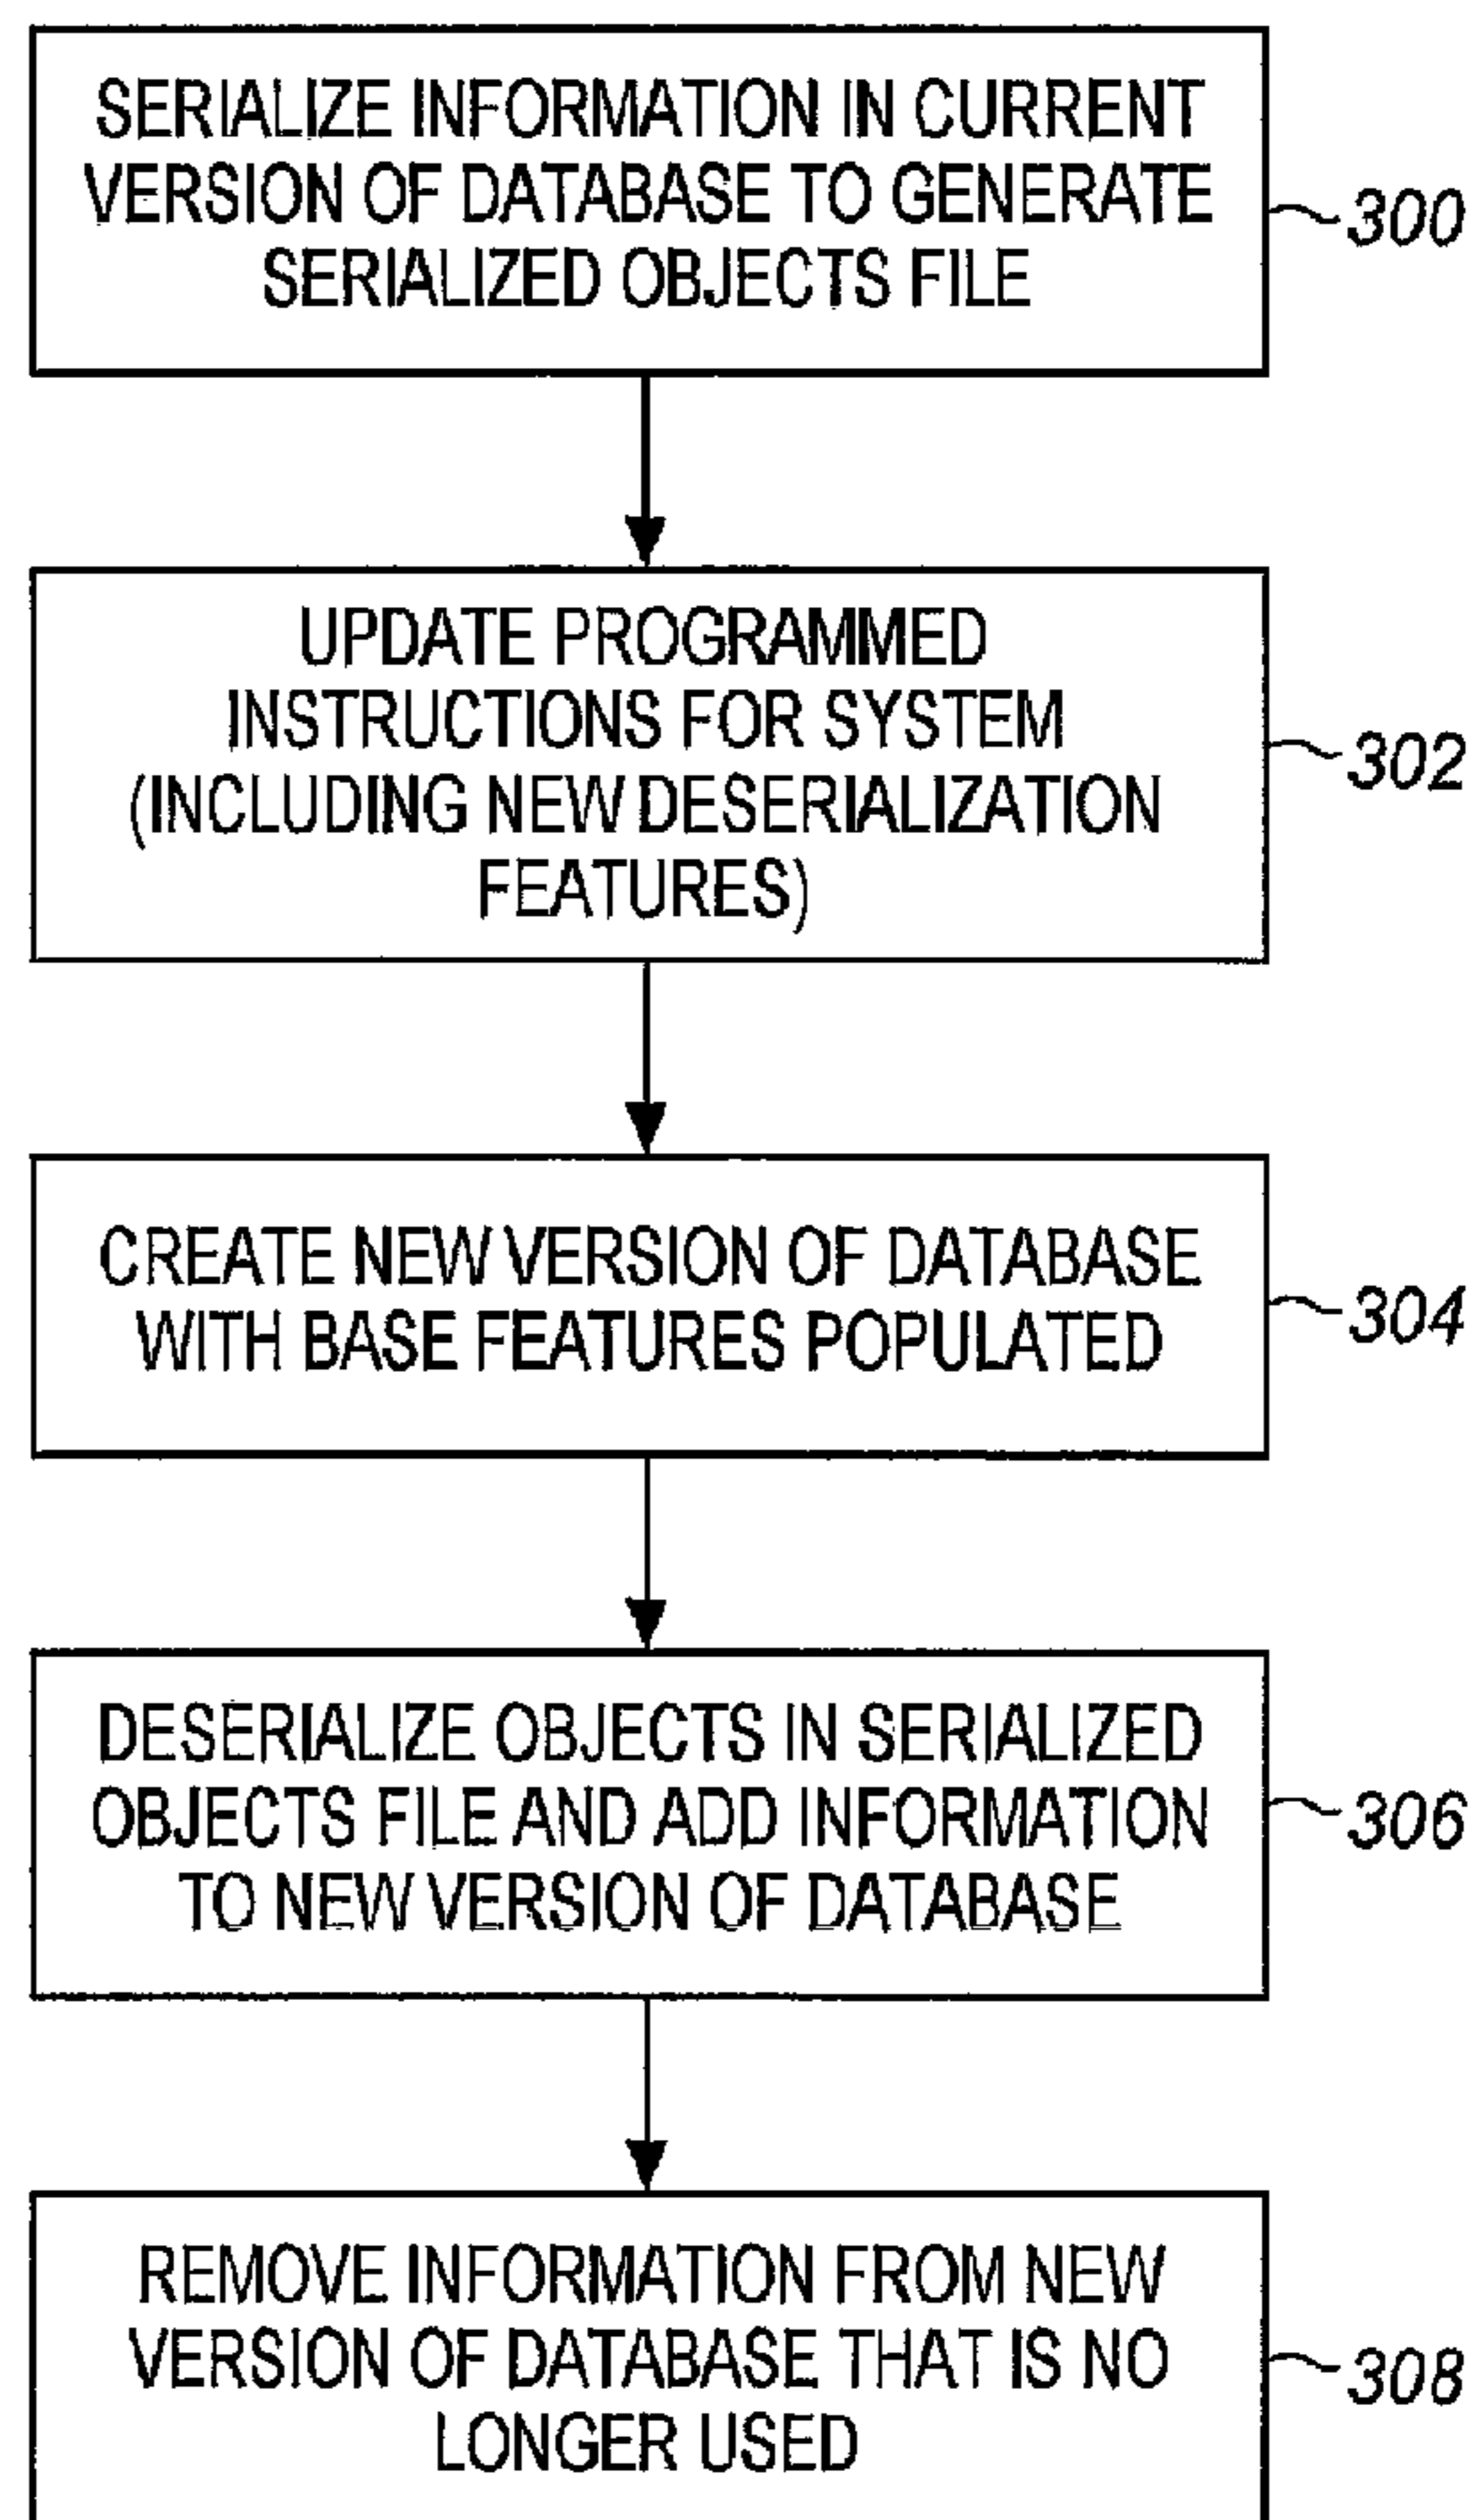 SERIALIZE INFORMATION IN CURRENT
VERSION OF DATABASE TO GENERATE
SERIALIZED OBJECTS FILE
300
UPDATE PROGRAMMED
INSTRUCTIONS FOR SYSTEM
(INCLUDING NEW DESERIALIZATION
FEATURES)
302
CREATE NEW VERSION OF DATABASE
WITH BASE FEATURES POPULATED
304
DESERIALIZE OBJECTS IN SERIALIZED
OBJECTS FILE AND ADD INFORMATION
TO NEW VERSION OF DATABASE
306
REMOVE INFORMATION FROM NEW
VERSION OF DATABASE THAT IS NO
LONGER USED
308